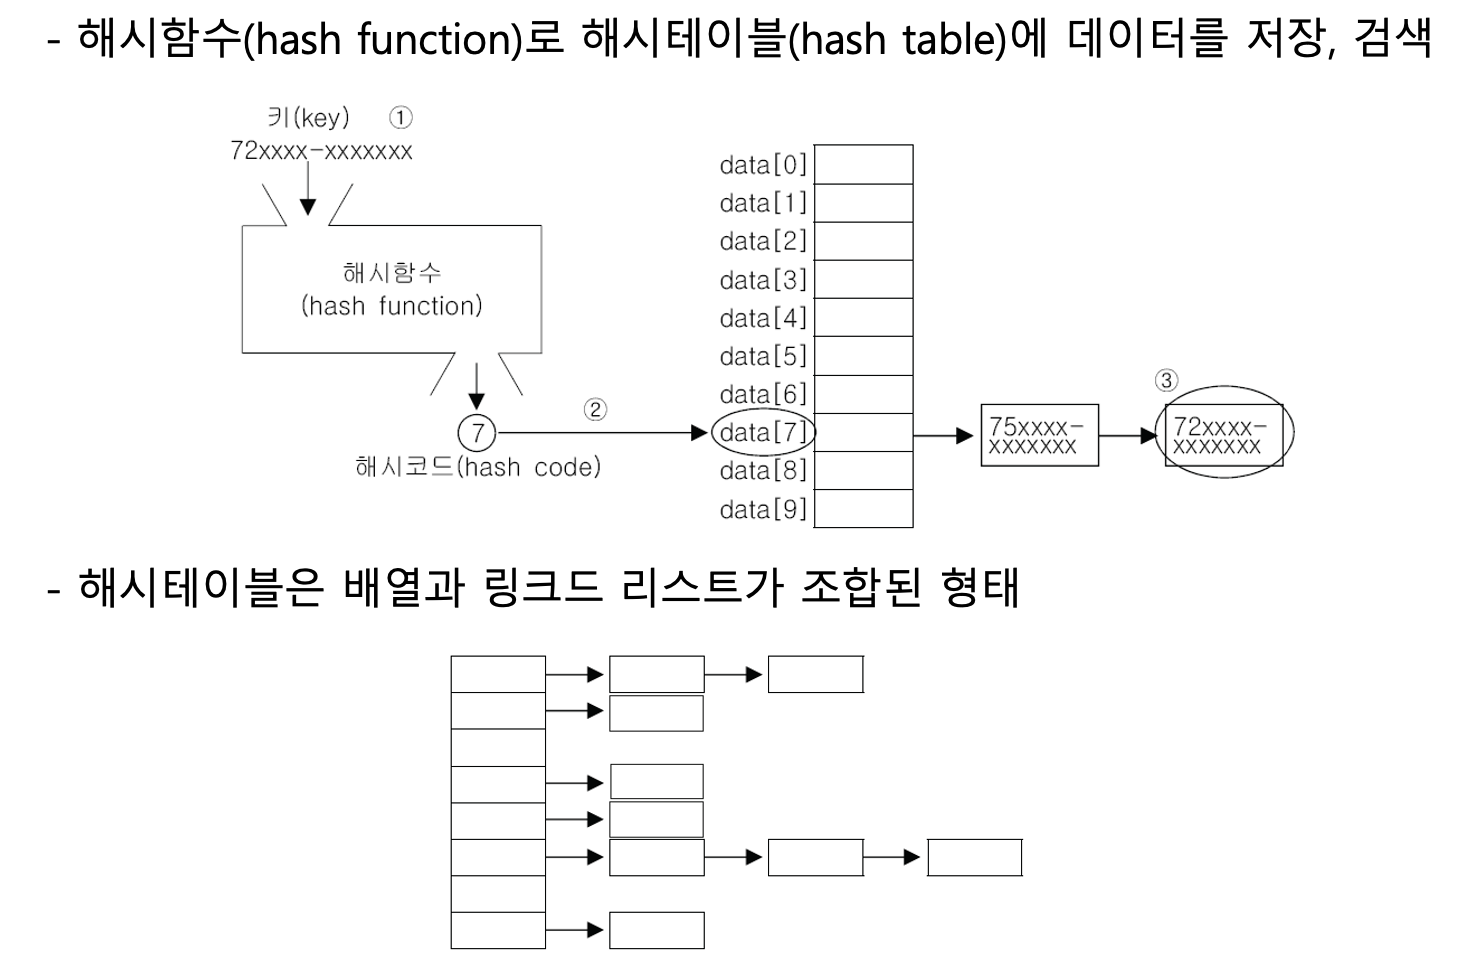 - 해시함수(hash function)로 해시테이블(hash table)에 데이터를 저장, 검색
키(key) ①
72xxxx-xxxxxxx
해시함수
(hash function)
7
해시코드(hash code)
②
data[0]
data[1]
data[2]
data[3]
data[4]
data[5]
data[6]
data[7]
data[8]
data[9]
75xxxx-
xxxxxxx
③
72xxxx-
xxxxxxx
- 해시테이블은 배열과 링크드 리스트가 조합된 형태